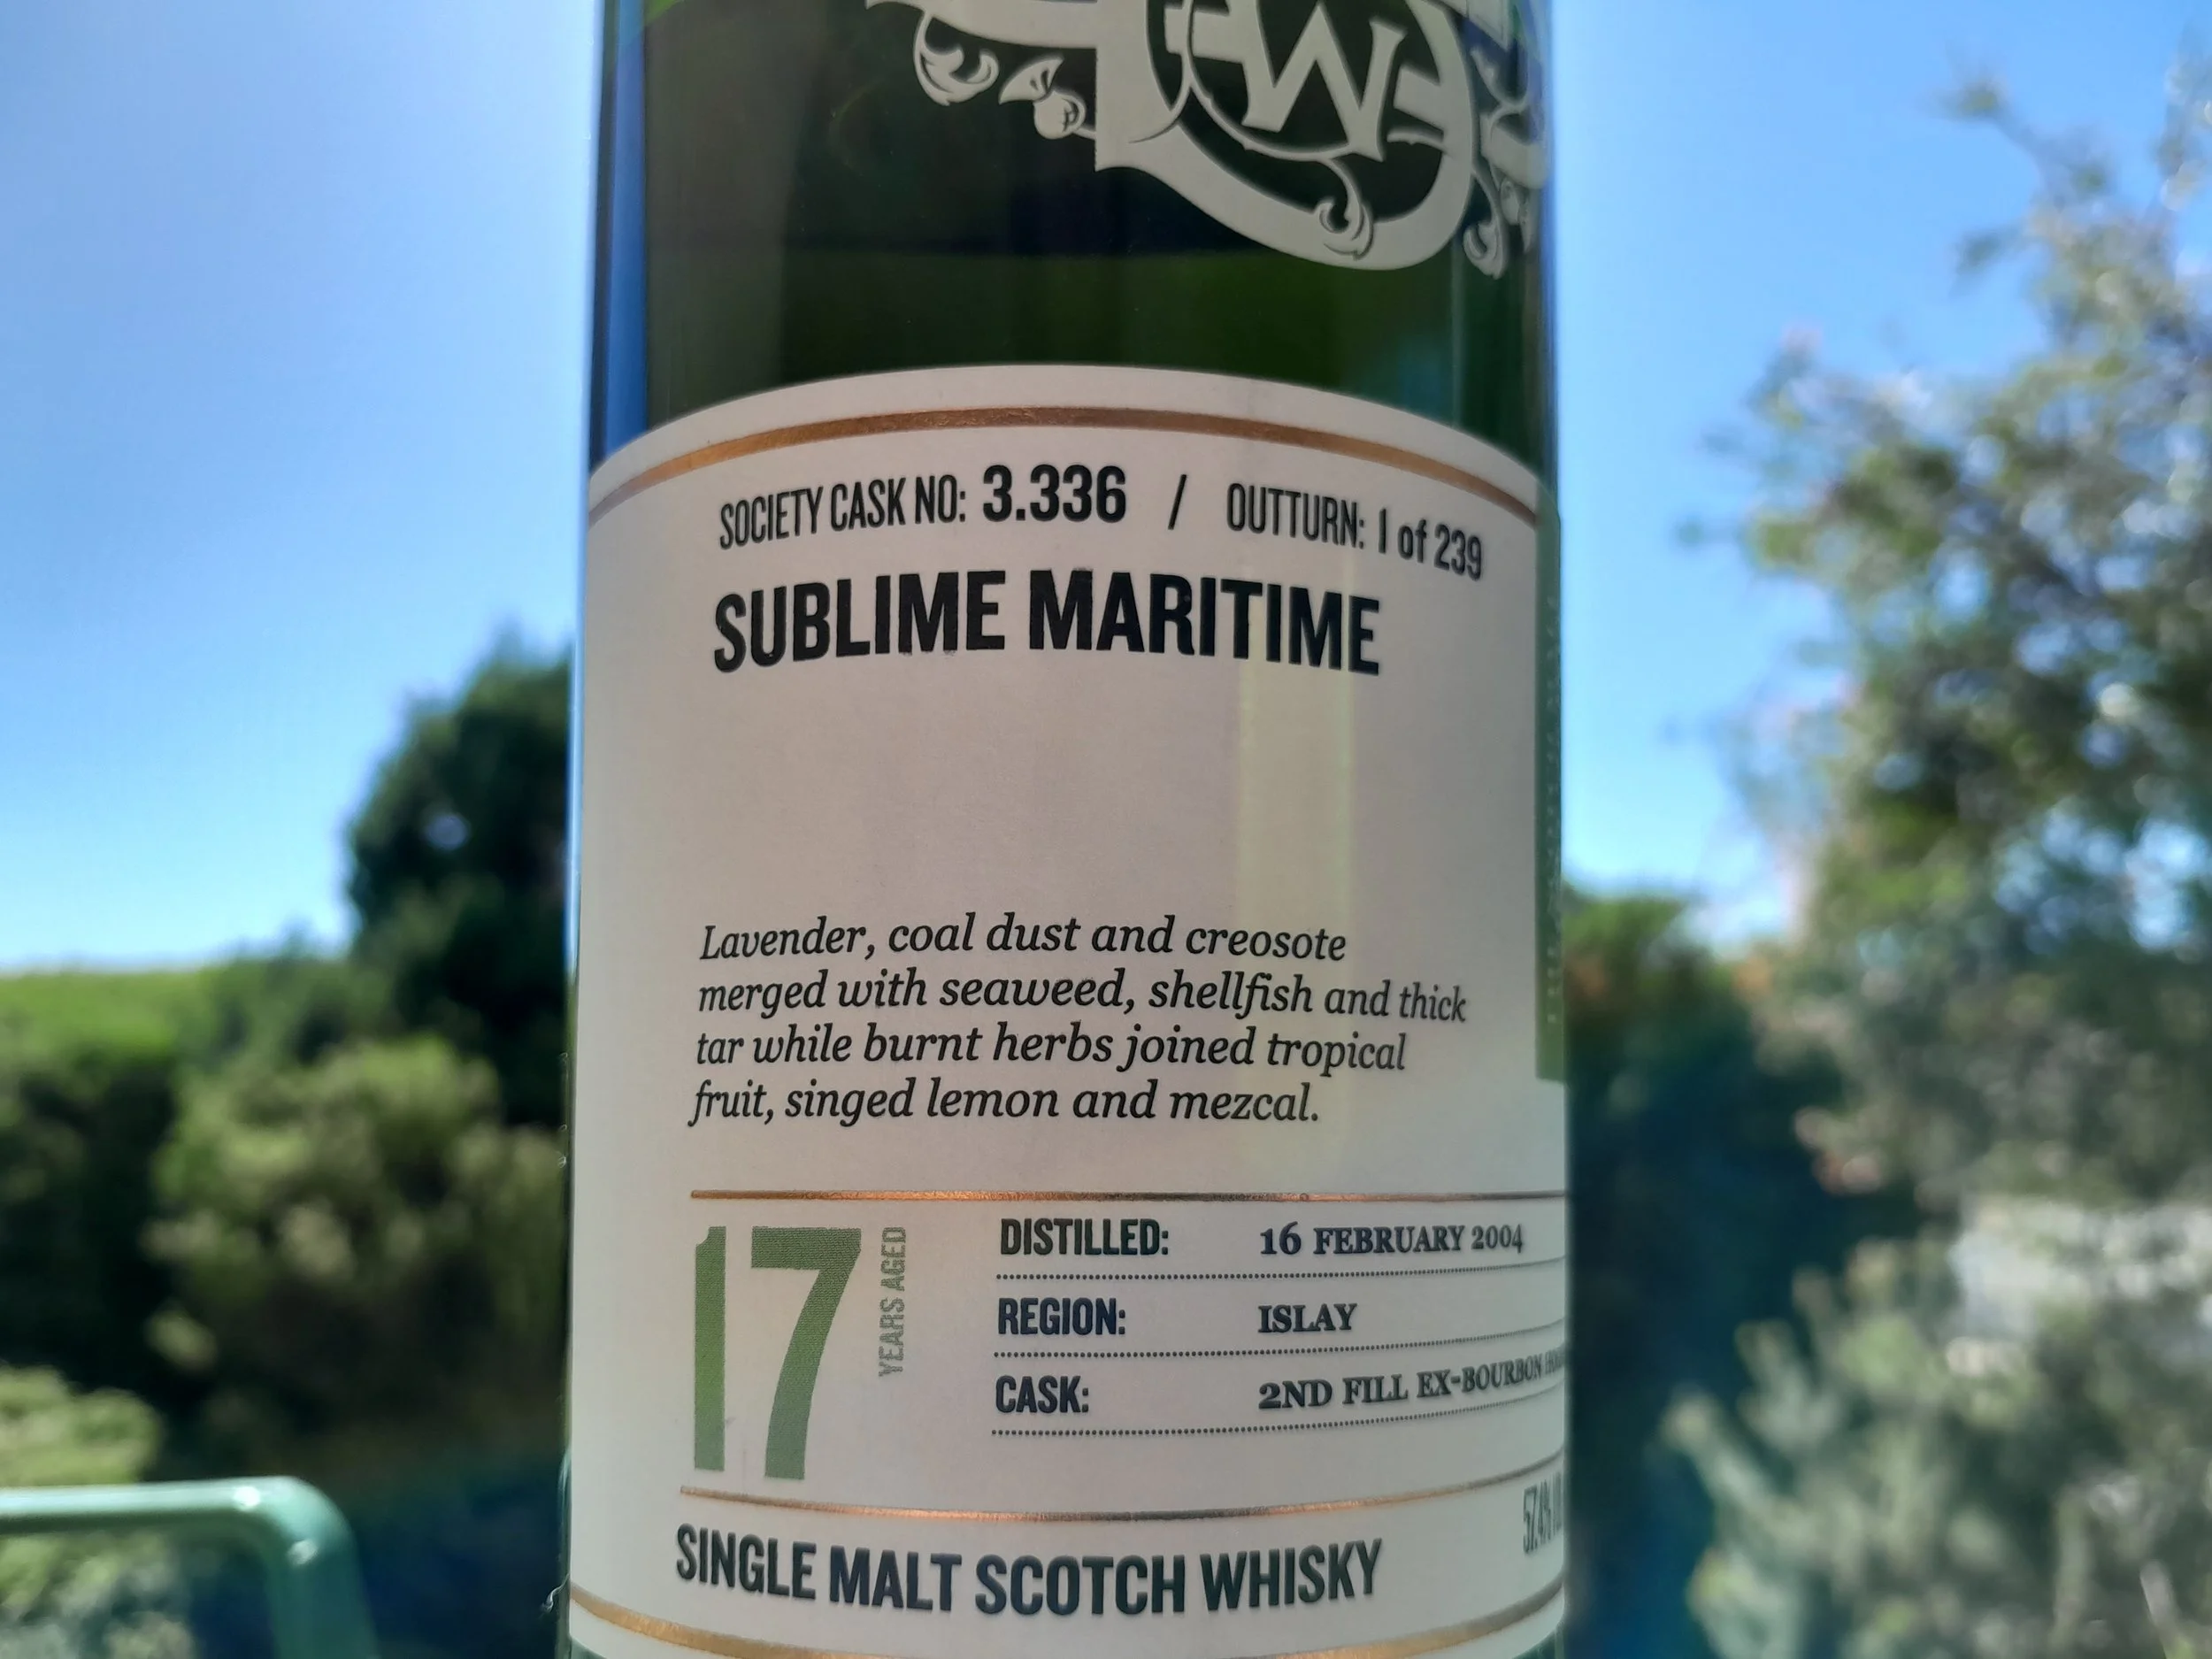 SOCIETY CASK NO: 3.336 / OUTTURN: 1 of 239
SUBLIME MARITIME
Lavender, coal dust and creosote
merged with seaweed, shellfish and thick
tar while burnt herbs joined tropical
fruit, singed lemon and mezcal.
17 YEARS AGED
DISTILLED: 16 FEBRUARY 2004
REGION: ISLAY
CASK: 2ND FILL EX-BOURBON
57.4%
SINGLE MALT SCOTCH WHISKY